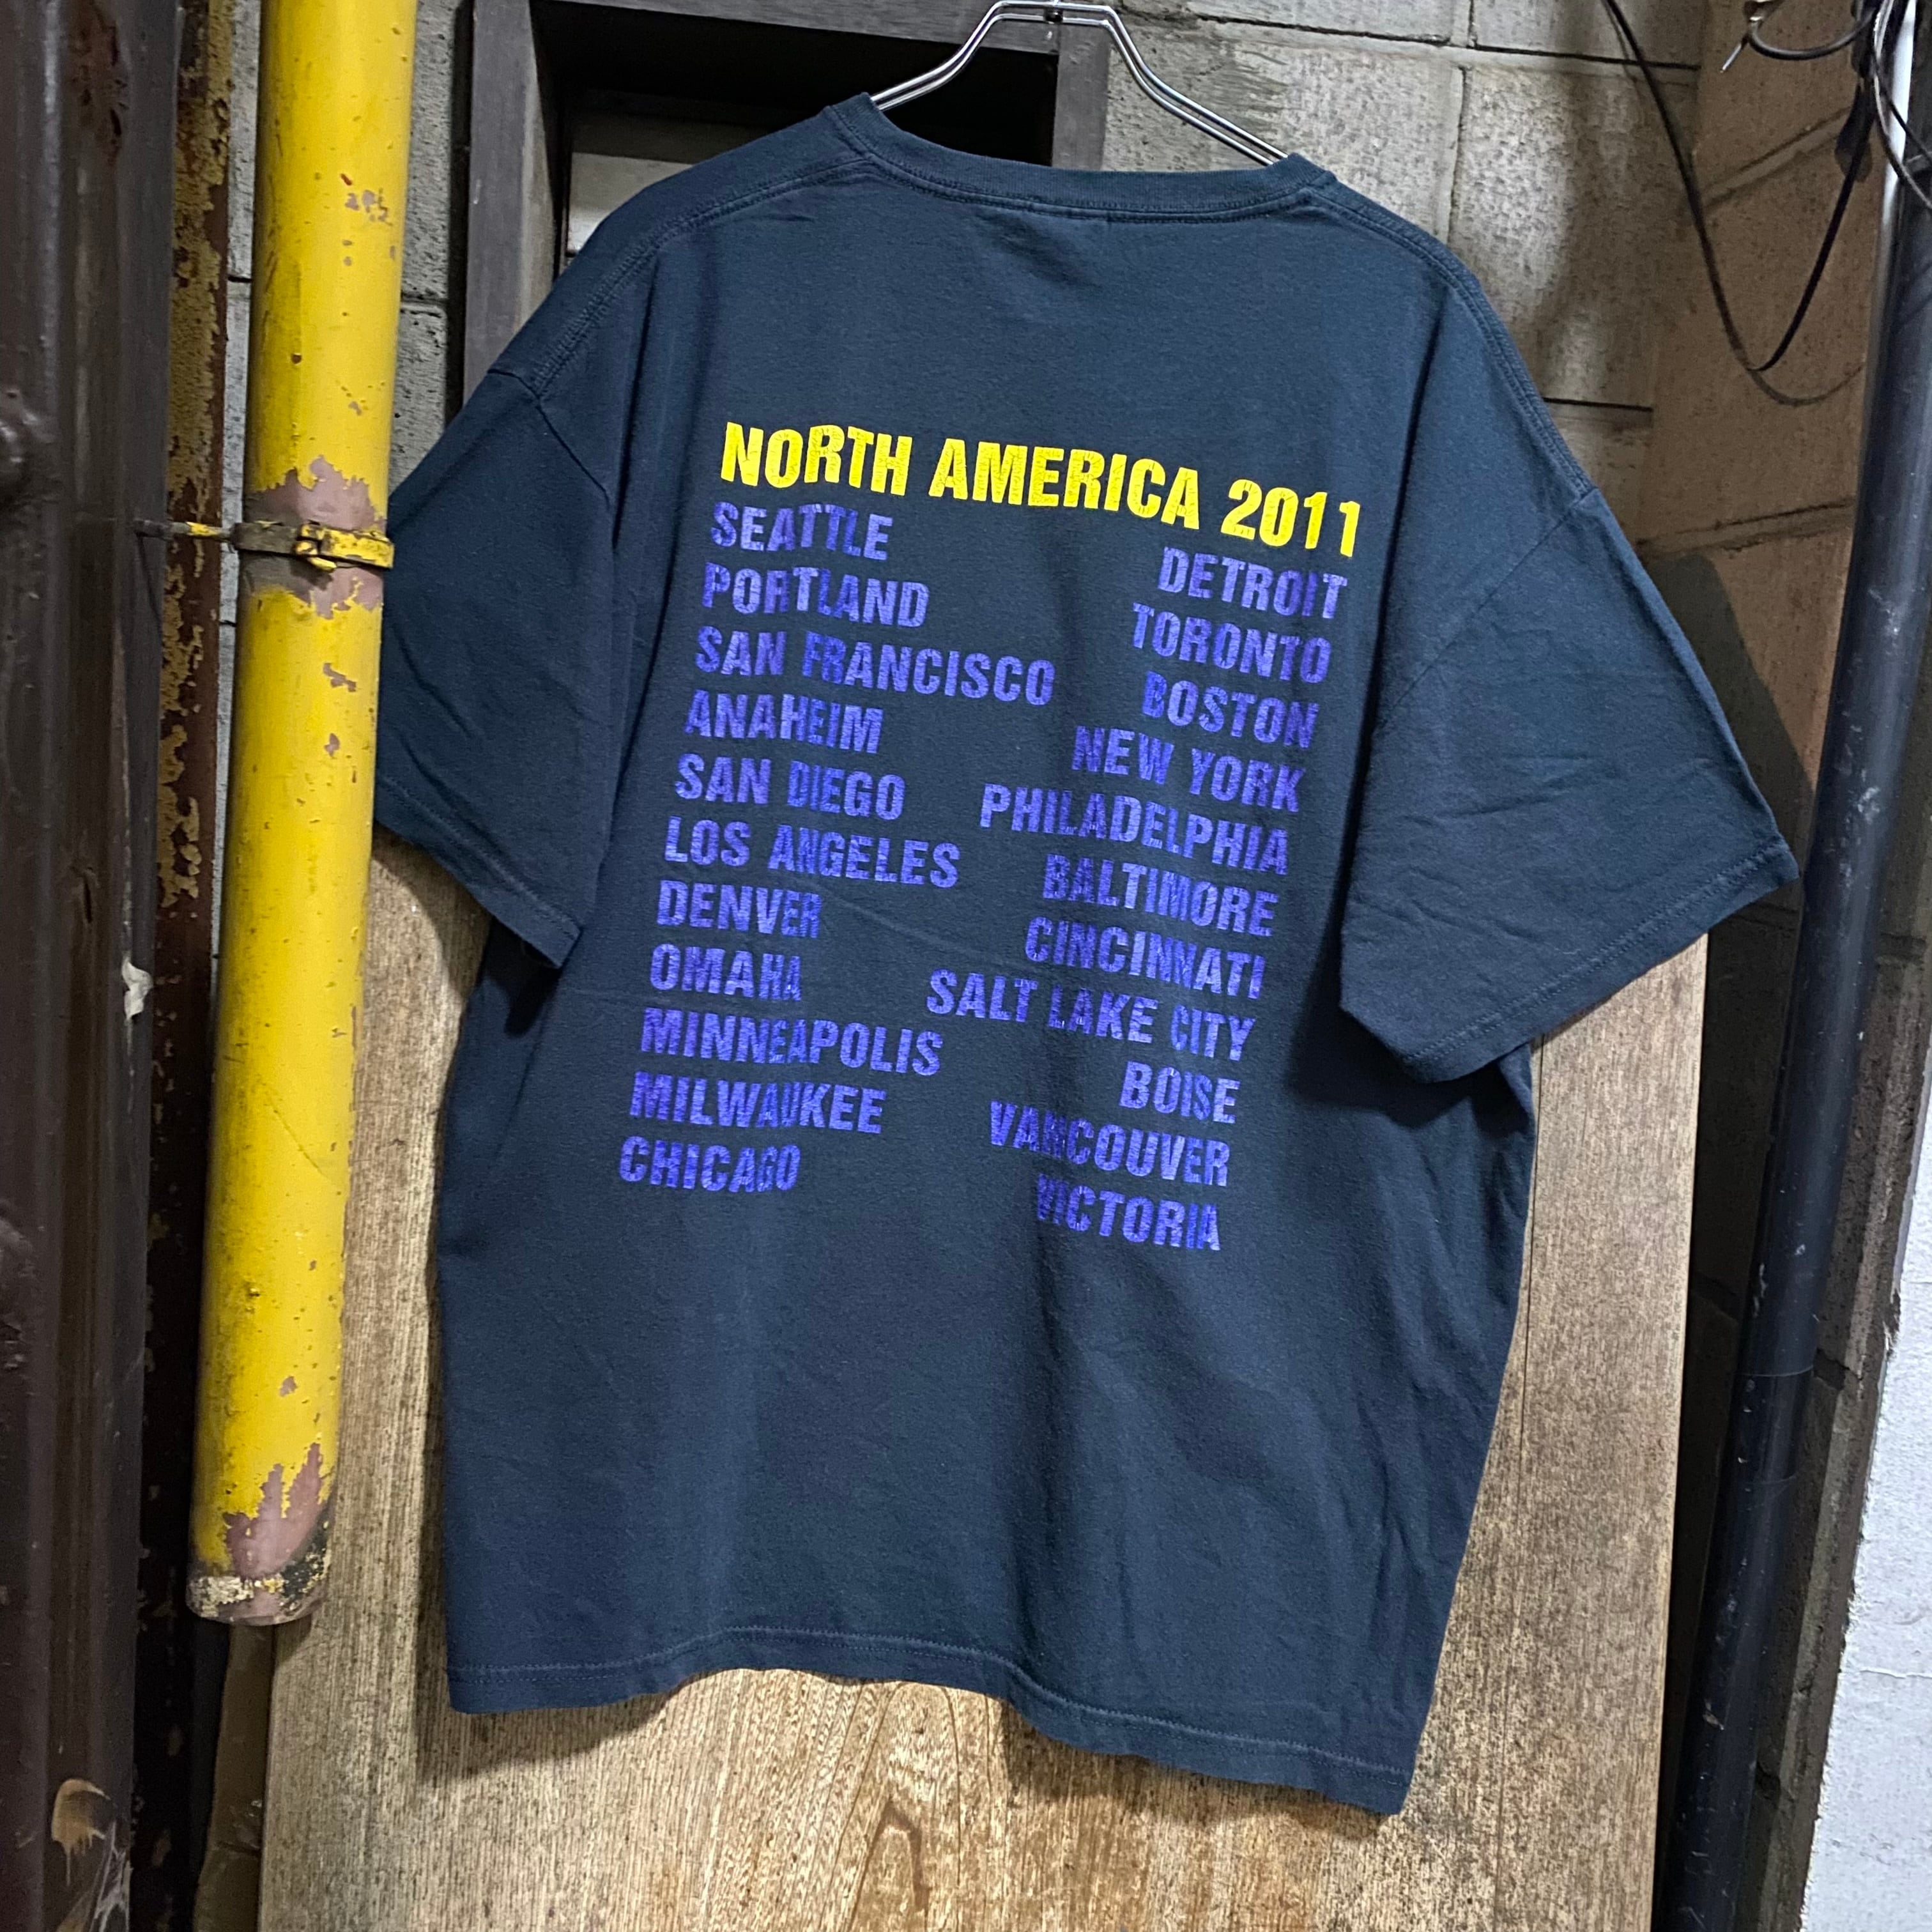 NORTH AMERICA 2011
SEATTLE
PORTLAND
SAN FRANCISCO
ANAHEIM
SAN DIEGO
LOS ANGELES
DENVER
OMAHA
MINNEAPOLIS
MILWAUKEE
CHICAGO
DETROIT
TORONTO
BOSTON
NEW YORK
PHILADELPHIA
BALTIMORE
CINCINNATI
SALT LAKE CITY
BOISE
VANCOUVER
VICTORIA